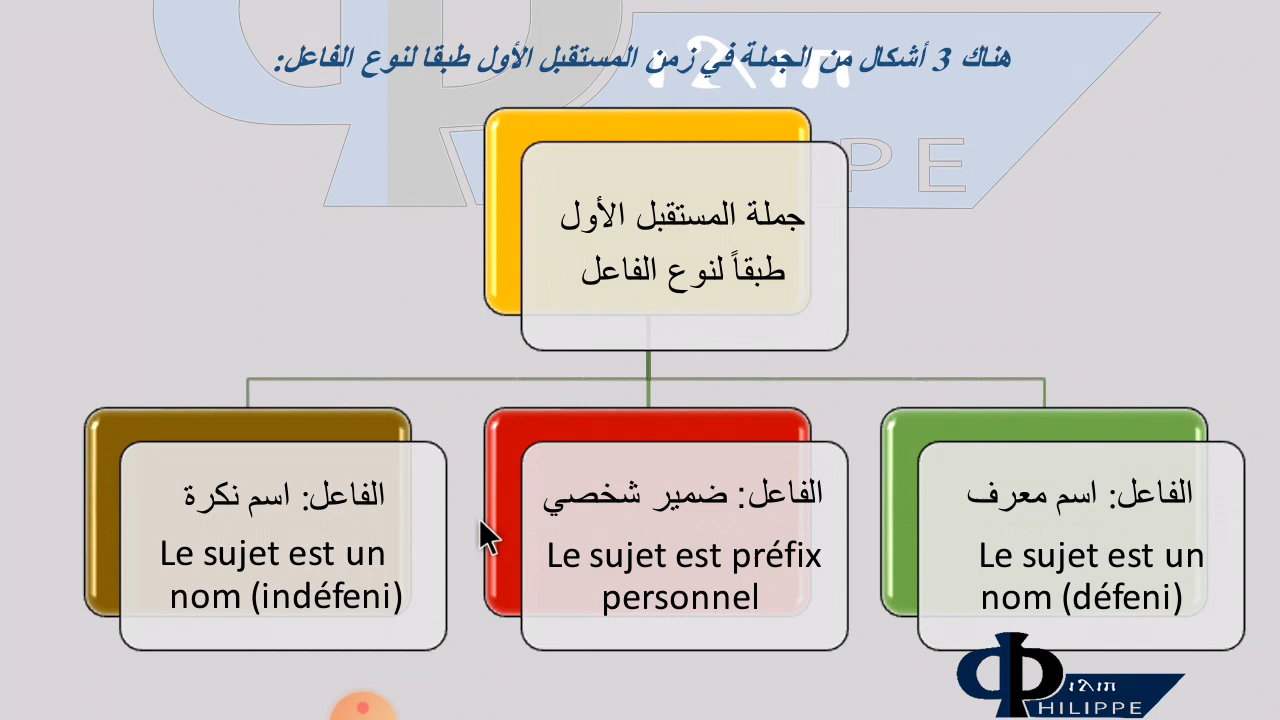 هناك 3 أشكال من الجملة في زمن المستقبل الأول طبقا لنوع الفاعل:
جملة المستقبل الأول
طبقاً لنوع الفاعل
الفاعل: اسم معرف
Le sujet est un
nom (défeni)
الفاعل: ضمير شخصي
Le sujet est préfix
personnel
الفاعل: اسم نكرة
Le sujet est un
nom (indéfeni)
HILIPPE